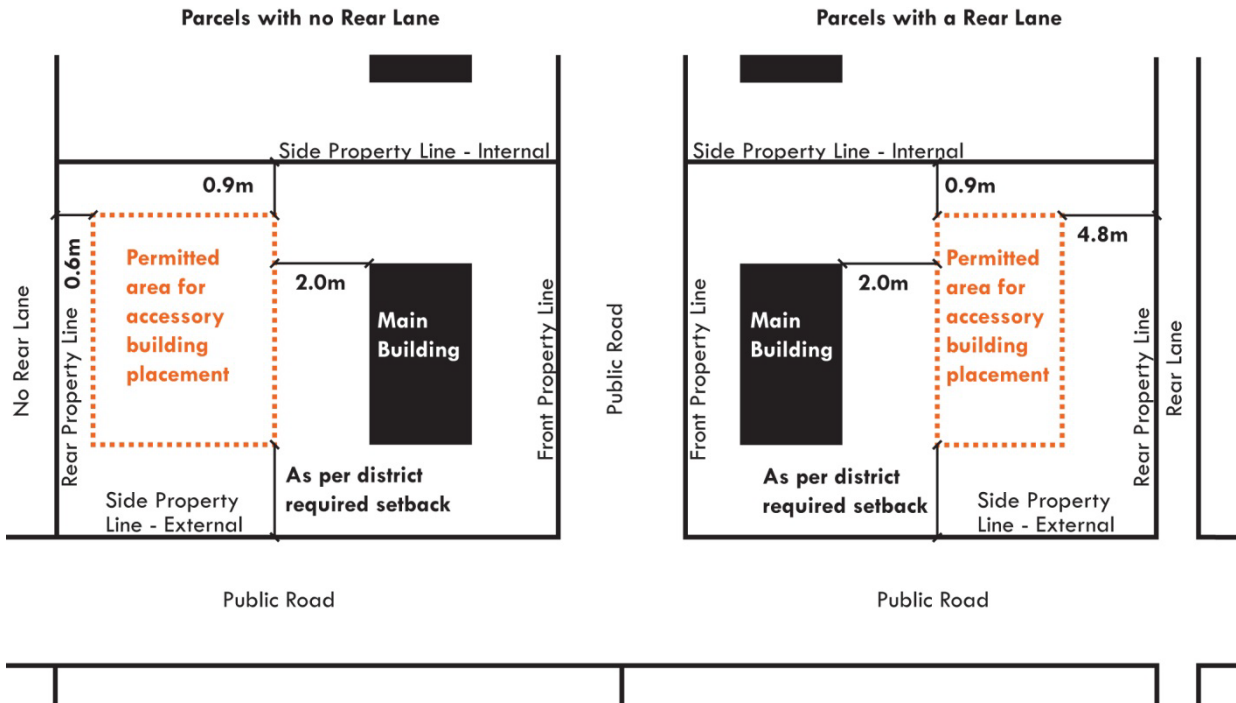 Parcels with no Rear Lane
Side Property Line - Internal
0.9m
0.6m
Permitted
area for
accessory
building
placement
2.0m
Main
Building
No Rear Lane
Rear Property Line
Front Property Line
As per district
required setback
Side Property
Line - External
Public Road
Public Road
Parcels with a Rear Lane
Side Property Line - Internal
0.9m
4.8m
Permitted
area for
accessory
building
placement
2.0m
Main
Building
Front Property Line
Rear Property Line
Rear Lane
As per district
required setback
Side Property
Line - External
Public Road